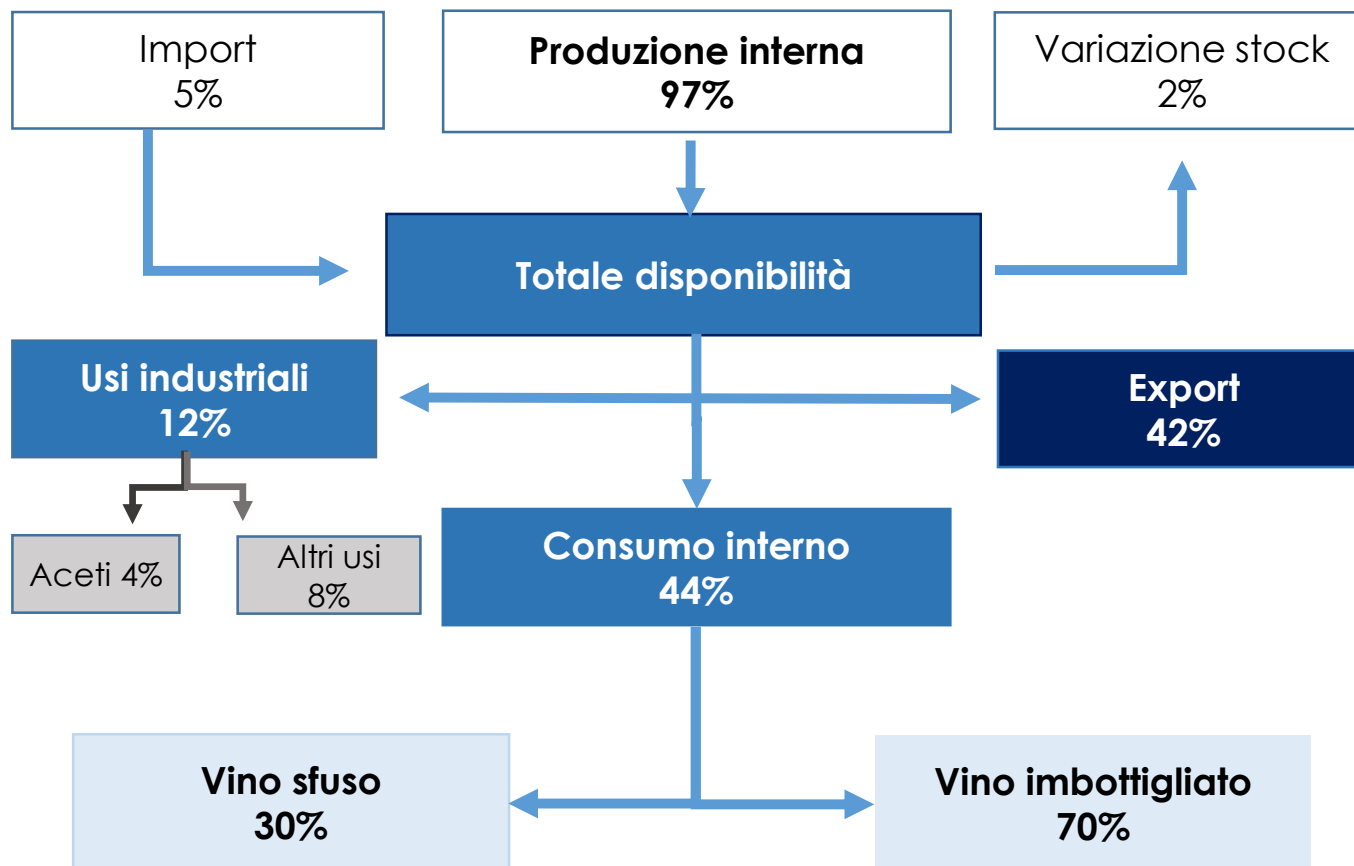 Import
5%
Produzione interna
97%
Variazione stock
2%
Totale disponibilità
Usi industriali
12%
Export
42%
Aceti 4%
Altri usi
8%
Consumo interno
44%
Vino sfuso
30%
Vino imbottigliato
70%